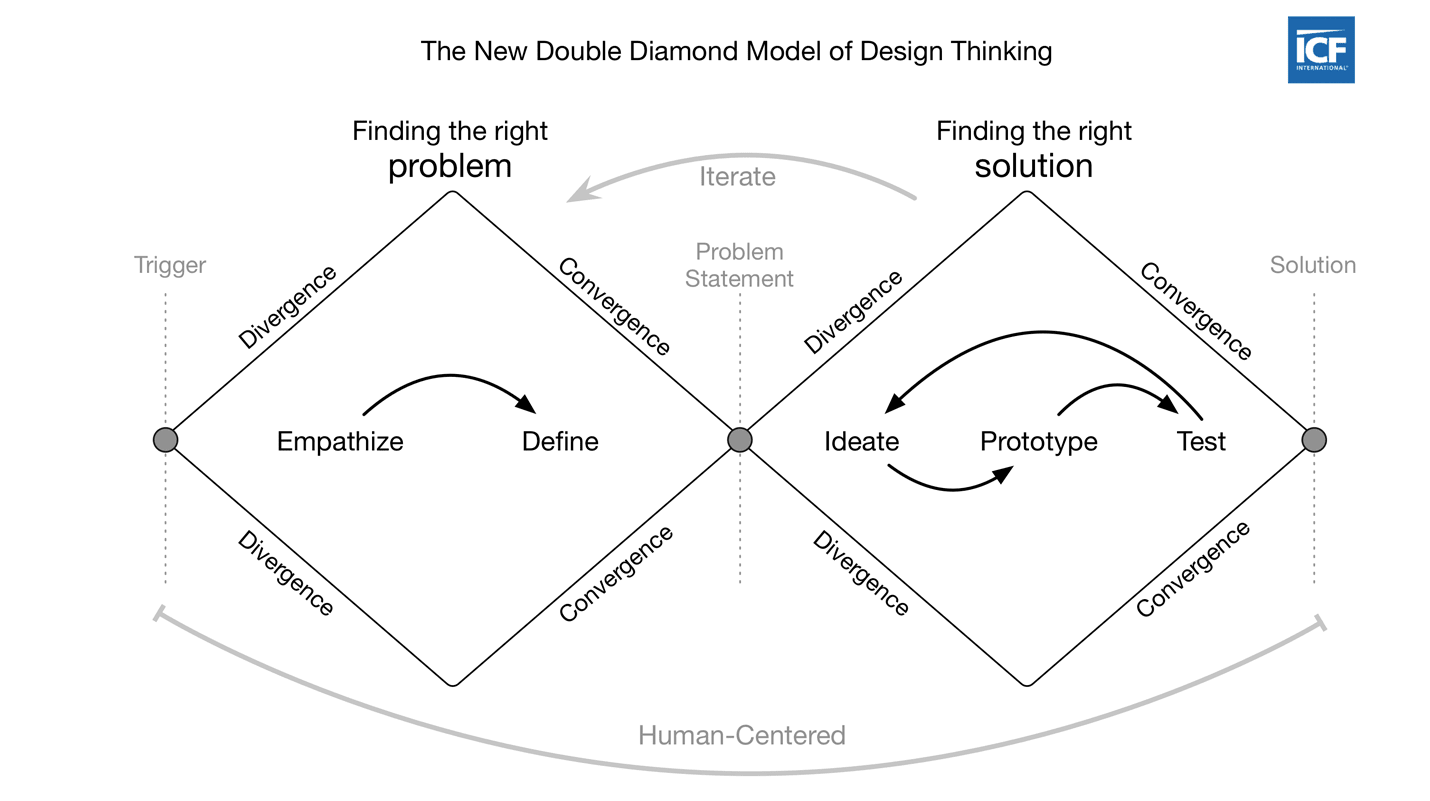 The New Double Diamond Model of Design Thinking
ICF
INTERNATIONAL®
Finding the right
problem
Finding the right
solution
Iterate
Trigger
Problem
Statement
Solution
Divergence
Convergence
Divergence
Convergence
Empathize
Define
Ideate
Prototype
Test
Divergence
Convergence
Divergence
Convergence
Human-Centered